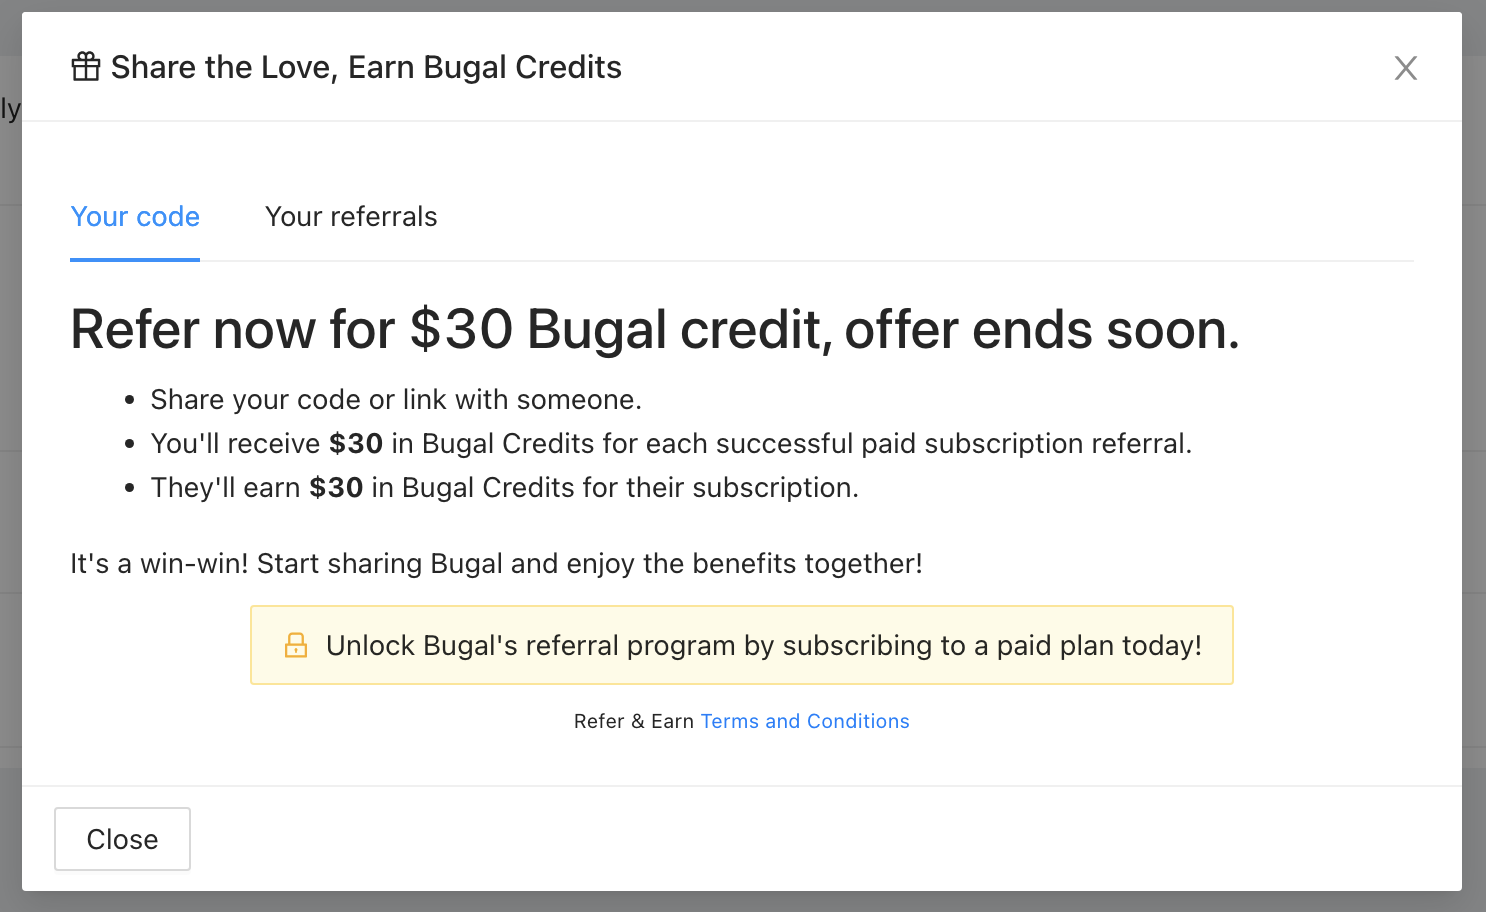 Share the Love, Earn Bugal Credits
ly
Your code
Your referrals
Refer now for $30 Bugal credit, offer ends soon.
Share your code or link with someone.
You'll receive $30 in Bugal Credits for each successful paid subscription referral.
They'll earn $30 in Bugal Credits for their subscription.
It's a win-win! Start sharing Bugal and enjoy the benefits together!
Unlock Bugal's referral program by subscribing to a paid plan today!
Refer & Earn Terms and Conditions
Close